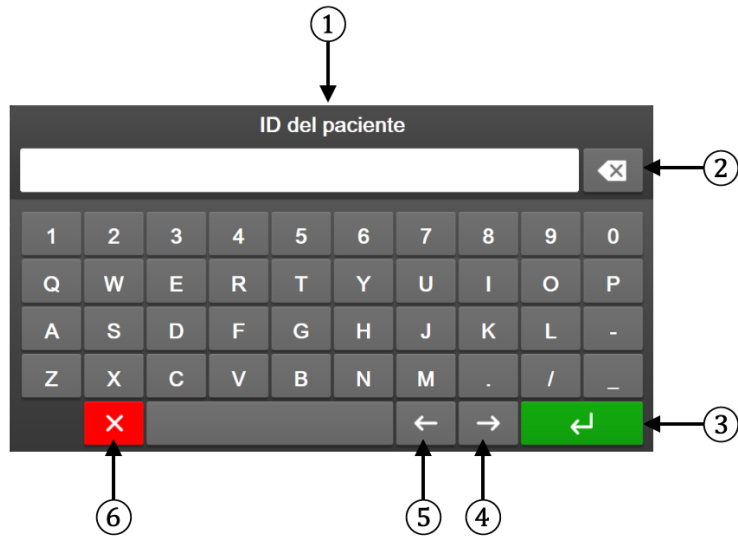 ①
ID del paciente
②
1 2 3 4 5 6 7 8 9 0
Q W E R T Y U I O P
A S D F G H J K L -
Z X C V B N M . / _
③
⑥ ⑤ ④